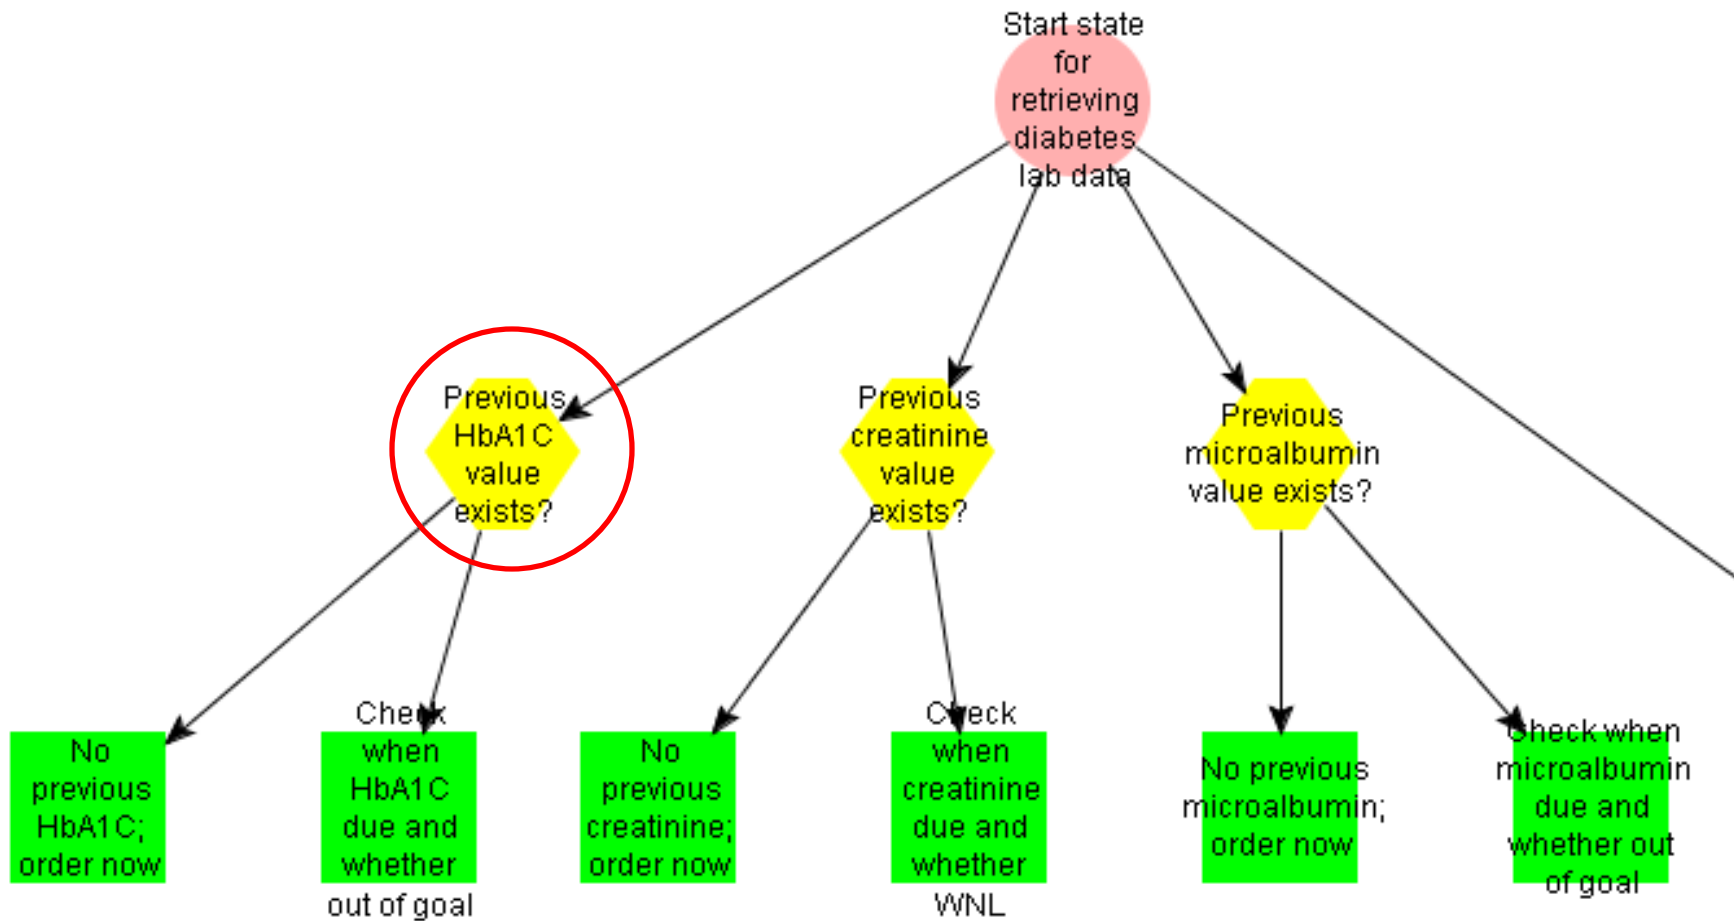 Start state
for
retrieving
diabetes
lab data
Previous
HbA1C
value
exists?
Previous
creatinine
value
exists?
Previous
microalbumin
value exists?
No
previous
HbA1C;
order now
Check
when
HbA1C
due and
whether
out of goal
No
previous
creatinine;
order now
Check
when
creatinine
due and
whether
WNL
No previous
microalbumin;
order now
Check when
microalbumin
due and
whether out
of goal